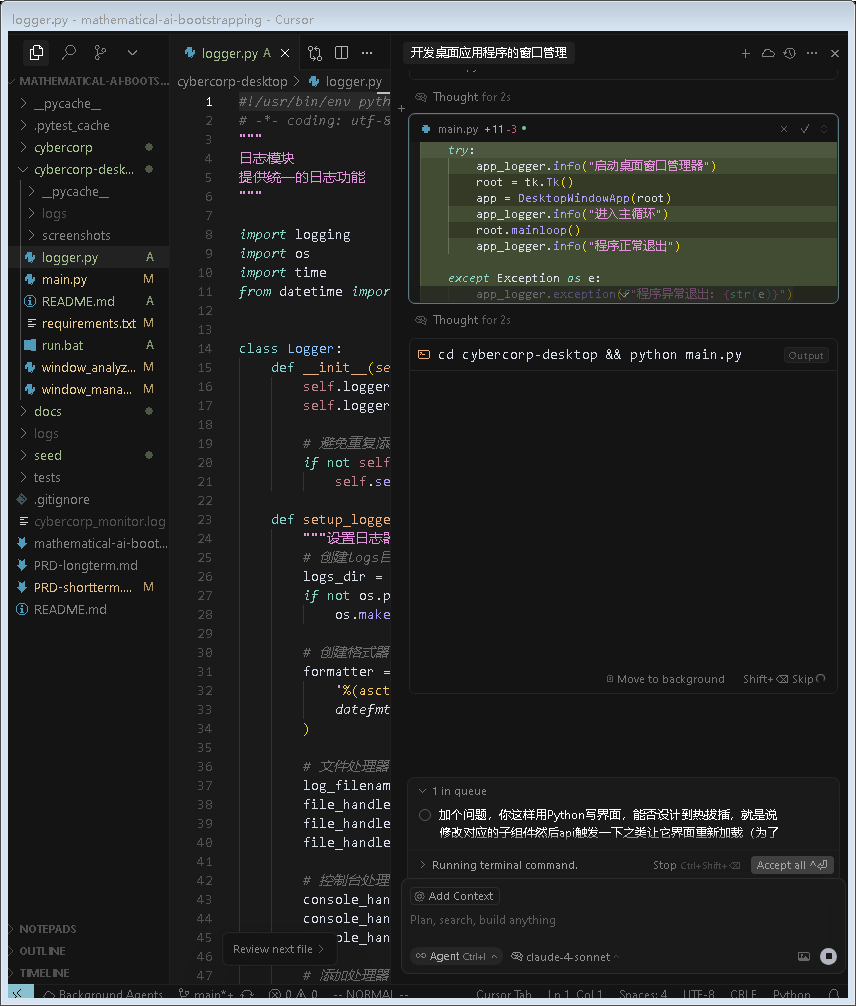 logger.py - mathematical-ai-bootstrapping - Cursor
MATHEMATICAL-AI-BOOTS...
__pycache__
.pytest_cache
cybercorp
cybercorp-desk...
__pycache__
logs
screenshots
logger.py A
main.py M
README.md A
requirements.txt M
run.bat A
window_analyz... M
window_mana... M
docs
logs
seed
tests
.gitignore
cybercorp_monitor.log
mathematical-ai-boot...
PRD-longterm.md
PRD-shortterm.... M
README.md
NOTEPADS
OUTLINE
TIMELINE
logger.py A
cybercorp-desktop > logger.py
1 #!/usr/bin/env pyth
2 # -*- coding: utf-8
3 """
4 日志模块
5 提供统一的日志功能
6 """
7
8 import logging
9 import os
10 import time
11 from datetime impor
12
13
14 class Logger:
15 def __init__(se
16 self.logger
17 self.logger
18
19 # 避免重复添
20 if not self
21 self.se
22
23 def setup_logge
24 """设置日志器
25 # 创建logs目
26 logs_dir =
27 if not os.p
28 os.make
29
30 # 创建格式器
31 formatter =
32 '%(asct
33 datefmt
34 )
35
36 # 文件处理器
37 log_filenam
38 file_handle
39 file_handle
40 file_handle
41
42 # 控制台处理
43 console_han
44 console_han
45 ole_han
46
47 # 添加处理器
Review next file >
开发桌面应用程序的窗口管理
Thought for 2s
main.py +11 -3
try:
app_logger.info("启动桌面窗口管理器")
root = tk.Tk()
app = DesktopWindowApp(root)
app_logger.info("进入主循环")
root.mainloop()
app_logger.info("程序正常退出")
except Exception as e:
app_logger.exception(f"程序异常退出: {str(e)}")
Thought for 2s
cd cybercorp-desktop && python main.py
Output
Move to background Shift+⌫ Skip
1 in queue
加个问题，你这样用Python写界面，能否设计到热拔插，就是说
修改对应的子组件然后api触发一下之类让它界面重新加载（为了
Running terminal command. Stop Ctrl+Shift+⌫ Accept all ^⏎
@ Add Context
Plan, search, build anything
Agent Ctrl+I claude-4-sonnet
Background Agents main*+ 0 0 -- NORMAL -- Cursor Tab Ln 1, Col 1 Spaces: 4 UTF-8 CRLF Python